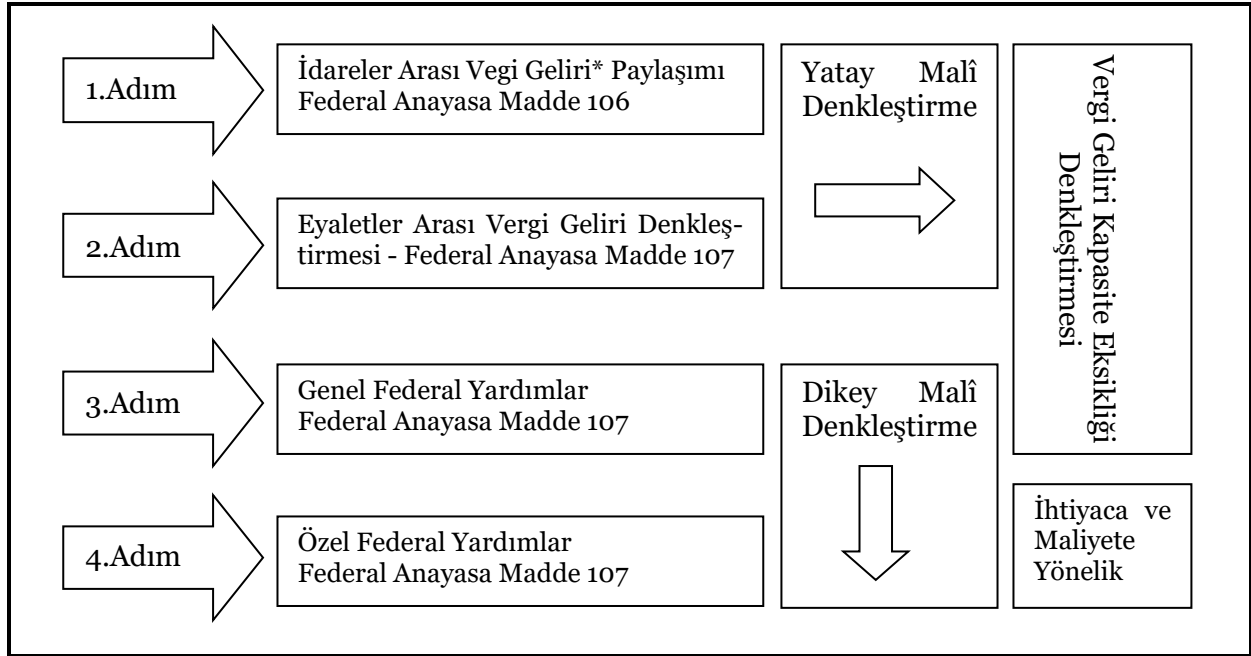 1.Adım
İdareler Arası Vegi Geliri* Paylaşımı
Federal Anayasa Madde 106
2.Adım
Eyaletler Arası Vergi Geliri Denkleş-
tirmesi - Federal Anayasa Madde 107
Yatay Malî
Denkleştirme
3.Adım
Genel Federal Yardımlar
Federal Anayasa Madde 107
4.Adım
Özel Federal Yardımlar
Federal Anayasa Madde 107
Dikey Malî
Denkleştirme
Vergi Geliri Kapasite Eksikliği
Denkleştirmesi
İhtiyaca ve
Maliyete
Yönelik